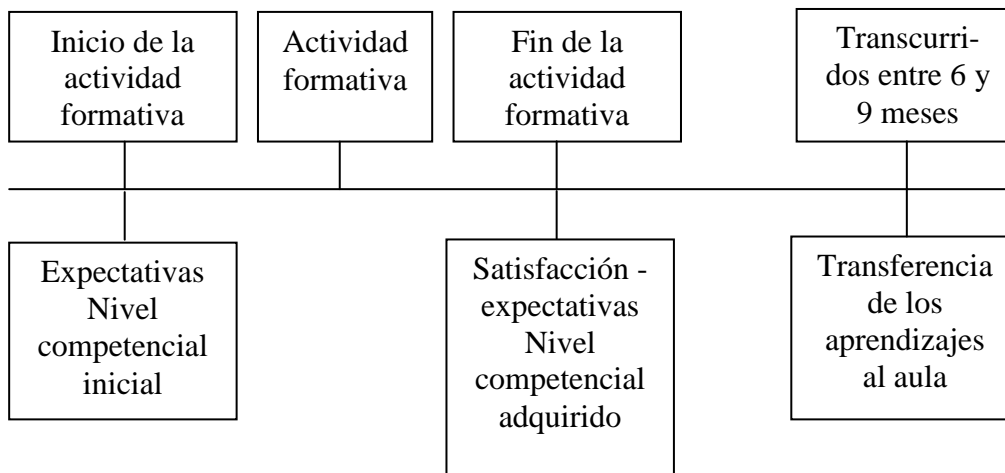 Inicio de la
actividad
formativa
Actividad
formativa
Fin de la
actividad
formativa
Transcurri-
dos entre 6 y
9 meses
Expectativas
Nivel
competencial
inicial
Satisfacción -
expectativas
Nivel
competencial
adquirido
Transferencia
de los
aprendizajes
al aula